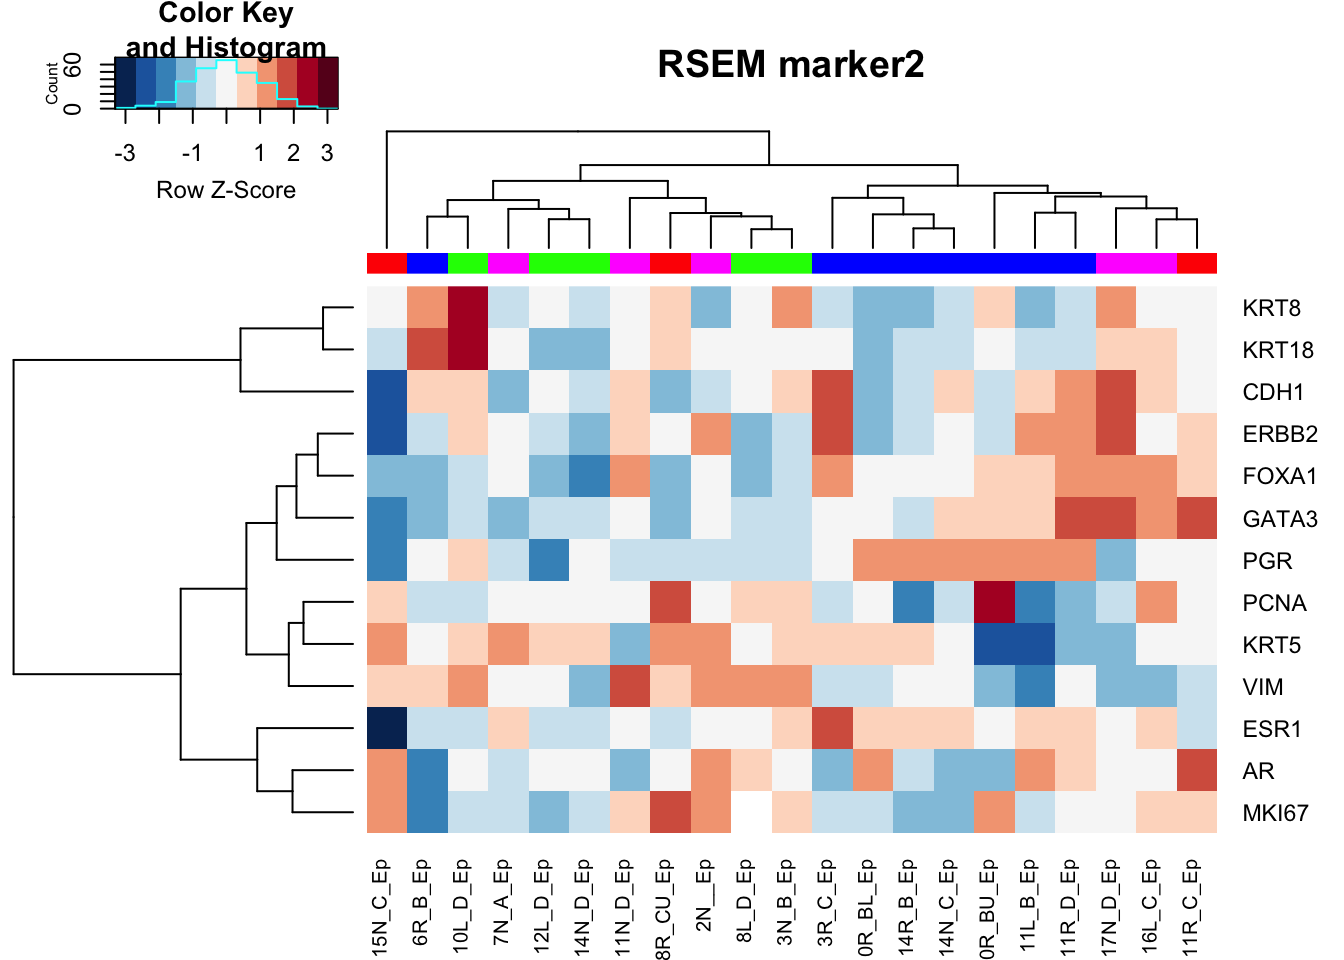 Color Key
and Histogram
Count
0 60
-3 -1 1 2 3
Row Z-Score
RSEM marker2
KRT8
KRT18
CDH1
ERBB2
FOXA1
GATA3
PGR
PCNA
KRT5
VIM
ESR1
AR
MKI67
15N_C_Ep
6R_B_Ep
10L_D_Ep
7N_A_Ep
12L_D_Ep
14N_D_Ep
11N_D_Ep
8R_CU_Ep
2N__Ep
8L_D_Ep
3N_B_Ep
3R_C_Ep
0R_BL_Ep
14R_B_Ep
14N_C_Ep
0R_BU_Ep
11L_B_Ep
11R_D_Ep
17N_D_Ep
16L_C_Ep
11R_C_Ep